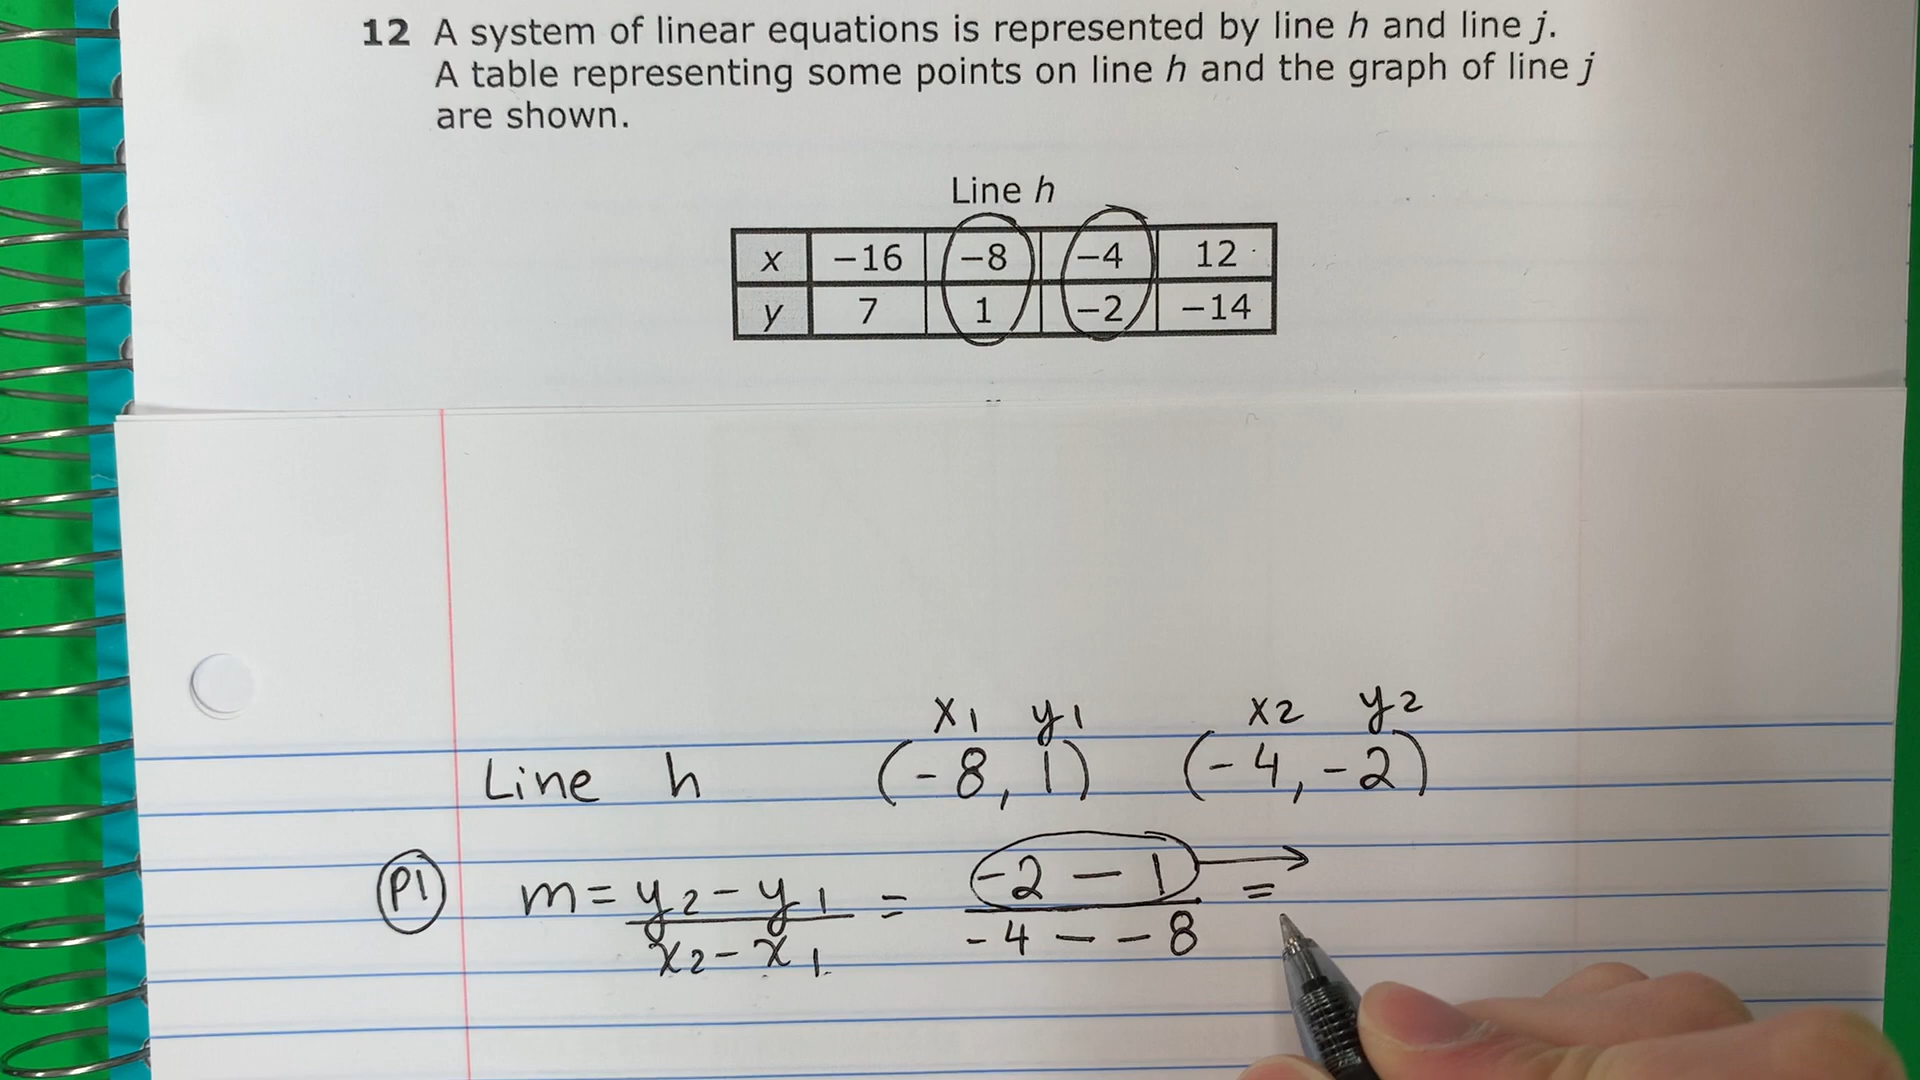 12 A system of linear equations is represented by line h and line j.
A table representing some points on line h and the graph of line j
are shown.
Line h
x −16 −8 −4 12
y 7 1 −2 −14
x1 y1 x2 y2
Line h (-8, 1) (-4, -2)
P1 m = y2 - y1 = -2 - 1 =
x2 - x1 -4 - -8